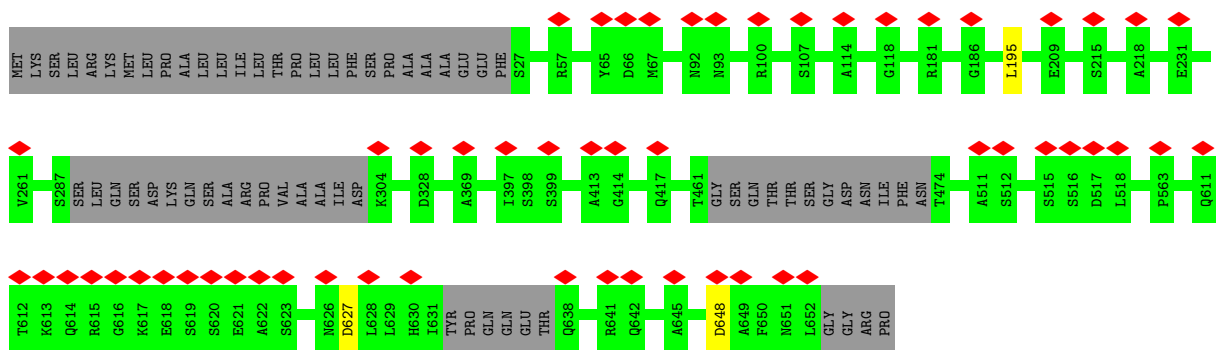 MET LYS SER LEU ARG LYS MET LEU PRO ALA LEU LEU ILE LEU THR PRO LEU LEU PHE SER PRO ALA ALA ALA GLU GLU PHE S27 R57 Y65 D66 M67 N92 N93 R100 S107 A114 G118 R181 G186 L195 E209 S215 A218 E231
V261 S287 SER LEU GLN SER ASP LYS GLN SER ALA ARG PRO VAL ALA ALA ILE ASP K304 D328 A369 I397 S398 S399 A413 G414 Q417 T461 GLY SER GLN THR THR SER GLY ASP ASN ILE PHE ASN T474 A511 S512 S515 S516 D517 L518 P563 Q611
T612 K613 Q614 R615 G616 K617 E618 S619 S620 E621 A622 S623 N626 D627 L628 L629 H630 I631 TYR PRO GLN GLN GLU THR Q638 R641 Q642 A645 D648 A649 F650 N651 L652 GLY GLY ARG PRO